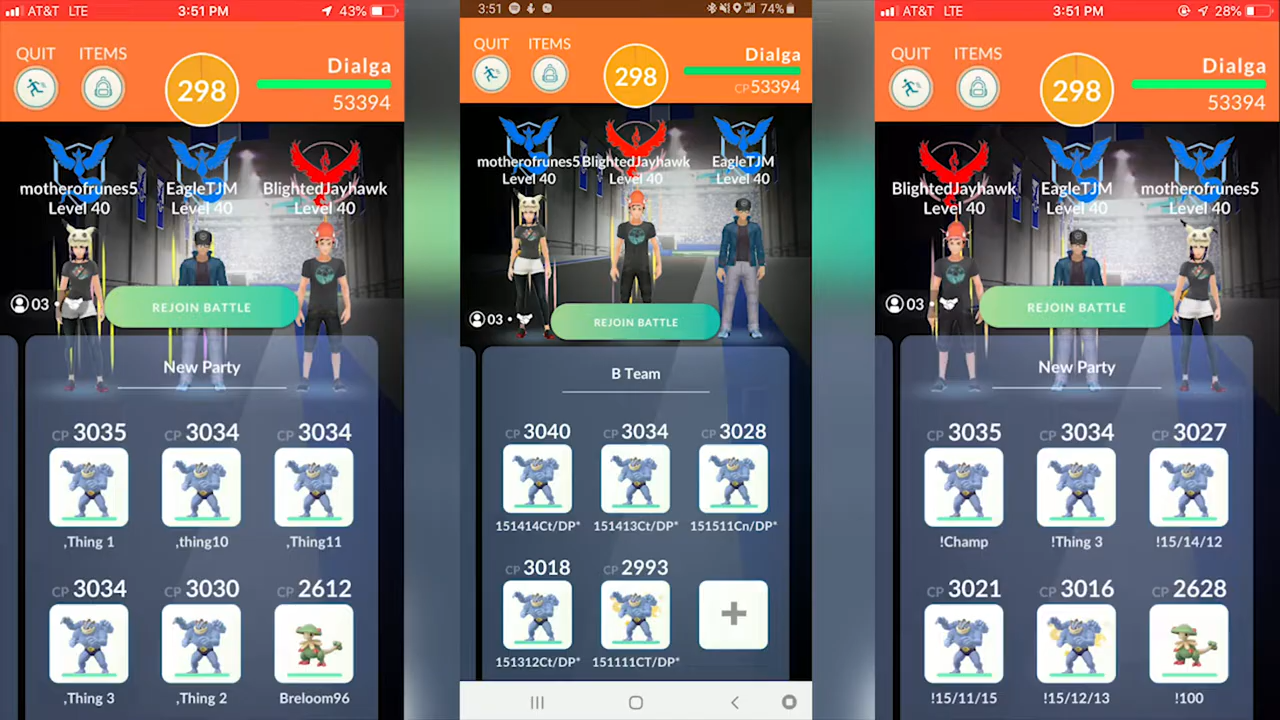 AT&T LTE 3:51 PM 43%
QUIT ITEMS
298
Dialga
53394
motherofrunes5 EagleTJM BlightedJayhawk
Level 40 Level 40 Level 40
03
REJOIN BATTLE
New Party
CP 3035 CP 3034 CP 3034
,Thing 1 ,thing10 ,Thing11
CP 3034 CP 3030 CP 2612
,Thing 3 ,Thing 2 Breloom96
3:51 74%
QUIT ITEMS
298
Dialga
CP 53394
motherofrunes5 BlightedJayhawk EagleTJM
Level 40 Level 40 Level 40
03
REJOIN BATTLE
B Team
CP 3040 CP 3034 CP 3028
151414Ct/DP* 151413Ct/DP* 151511Cn/DP*
CP 3018 CP 2993
151312Ct/DP* 151111CT/DP*
AT&T LTE 3:51 PM 28%
QUIT ITEMS
298
Dialga
53394
BlightedJayhawk EagleTJM motherofrunes5
Level 40 Level 40 Level 40
03
REJOIN BATTLE
New Party
CP 3035 CP 3034 CP 3027
!Champ !Thing 3 !15/14/12
CP 3021 CP 3016 CP 2628
!15/11/15 !15/12/13 !100